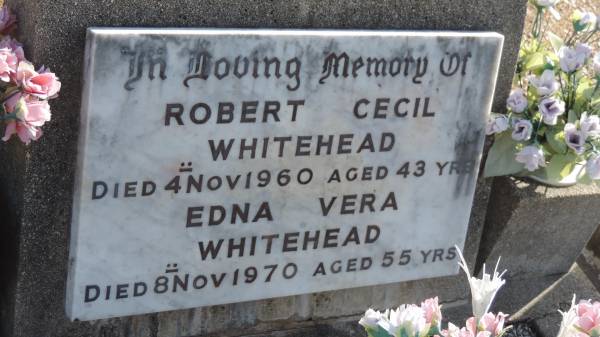 In Loving Memory Of
ROBERT CECIL
WHITEHEAD
DIED 4TH NOV 1960 AGED 43 YRS
EDNA VERA
WHITEHEAD
DIED 8TH NOV 1970 AGED 55 YRS